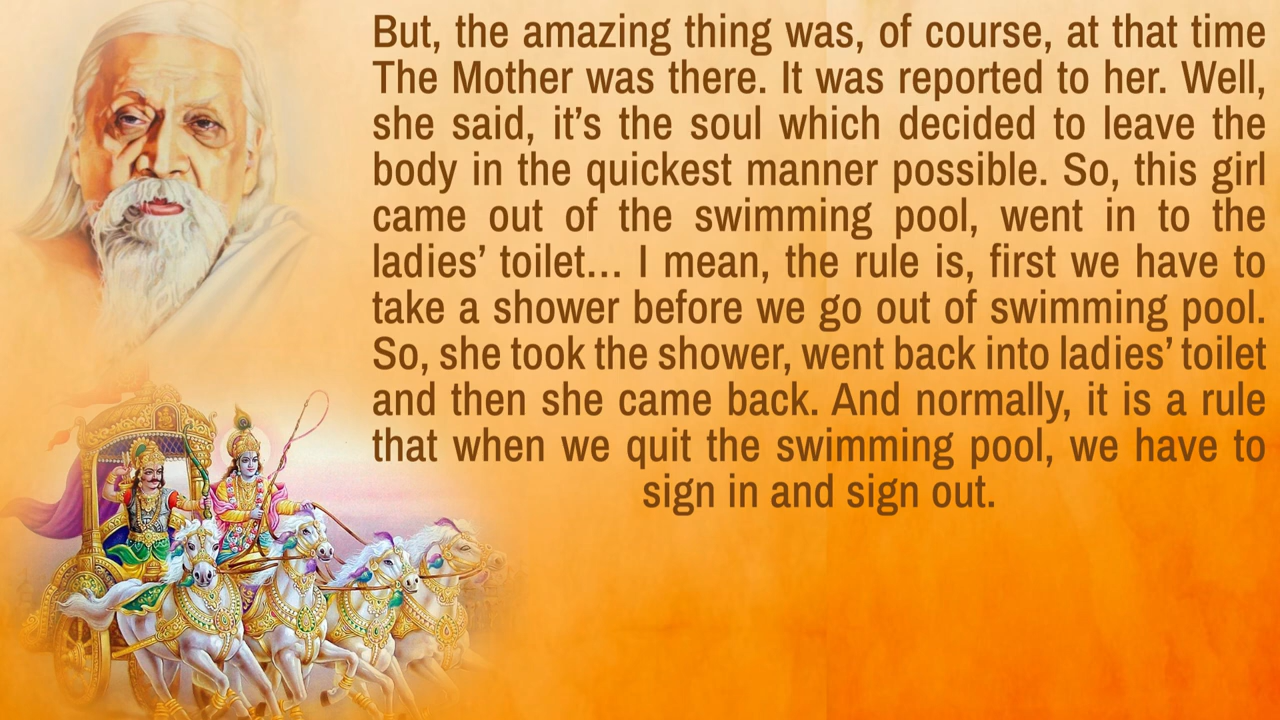 But, the amazing thing was, of course, at that time
The Mother was there. It was reported to her. Well,
she said, it’s the soul which decided to leave the
body in the quickest manner possible. So, this girl
came out of the swimming pool, went in to the
ladies’ toilet… I mean, the rule is, first we have to
take a shower before we go out of swimming pool.
So, she took the shower, went back into ladies’ toilet
and then she came back. And normally, it is a rule
that when we quit the swimming pool, we have to
sign in and sign out.